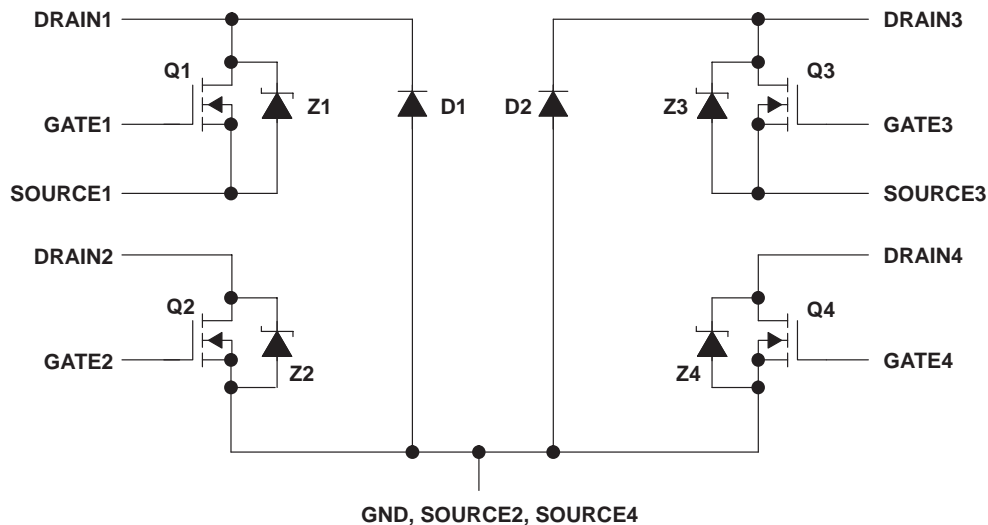 DRAIN1
DRAIN3
Q1
Q3
Z1
D1
D2
Z3
GATE1
GATE3
SOURCE1
SOURCE3
DRAIN2
DRAIN4
Q2
Q4
GATE2
Z2
Z4
GATE4
GND, SOURCE2, SOURCE4